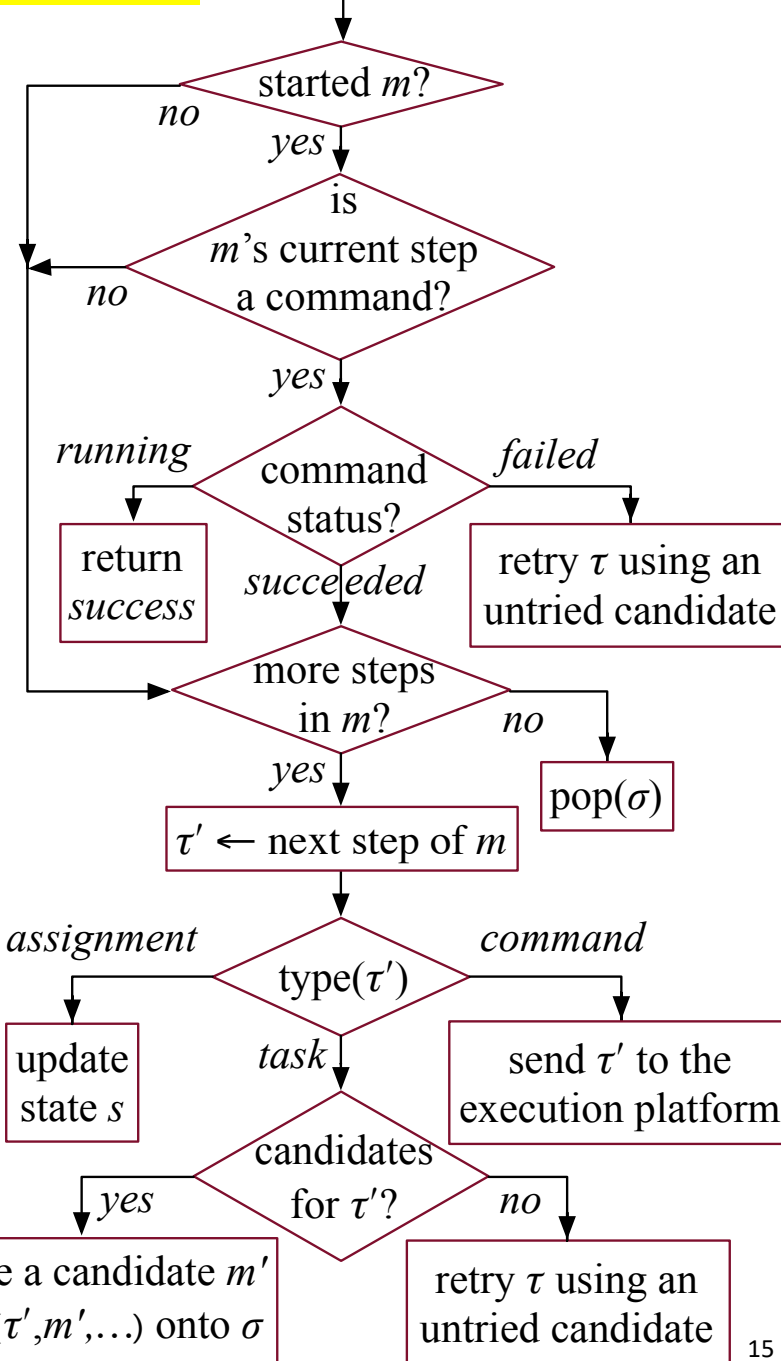 started m?
no
yes
is
m's current step
a command?
no
yes
running
failed
command
status?
return
success
succeeded
retry τ using an
untried candidate
more steps
in m?
no
yes
pop(σ)
τ′ ← next step of m
assignment
command
type(τ′)
update
state s
task
send τ′ to the
execution platform
candidates
for τ′?
yes
no
e a candidate m′
τ′,m′,…) onto σ
retry τ using an
untried candidate
15